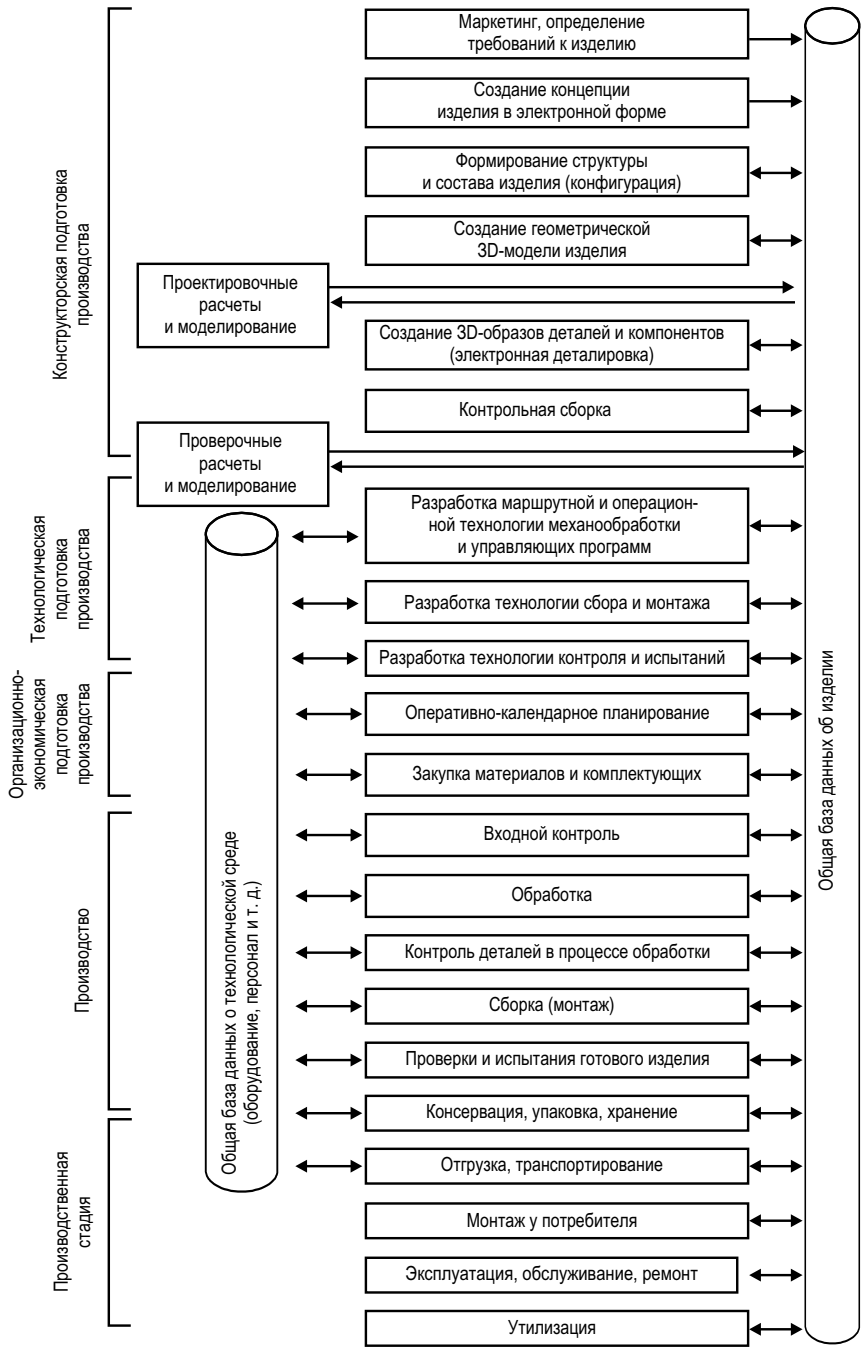 Маркетинг, определение
требований к изделию
Создание концепции
изделия в электронной форме
Формирование структуры
и состава изделия (конфигурация)
Создание геометрической
3D-модели изделия
Конструкторская подготовка
производства
Проектировочные
расчеты
и моделирование
Создание 3D-образов деталей и компонентов
(электронная деталировка)
Контрольная сборка
Проверочные
расчеты
и моделирование
Технологическая
подготовка
производства
Разработка маршрутной и операцион-
ной технологии механообработки
и управляющих программ
Разработка технологии сбора и монтажа
Разработка технологии контроля и испытаний
Организационно-
экономическая
подготовка
производства
Оперативно-календарное планирование
Закупка материалов и комплектующих
Производство
Входной контроль
Обработка
Контроль деталей в процессе обработки
Сборка (монтаж)
Проверки и испытания готового изделия
Производственная
стадия
Консервация, упаковка, хранение
Отгрузка, транспортирование
Монтаж у потребителя
Эксплуатация, обслуживание, ремонт
Утилизация
Общая база данных о технологической среде
(оборудование, персонал и т. д.)
Общая база данных об изделии